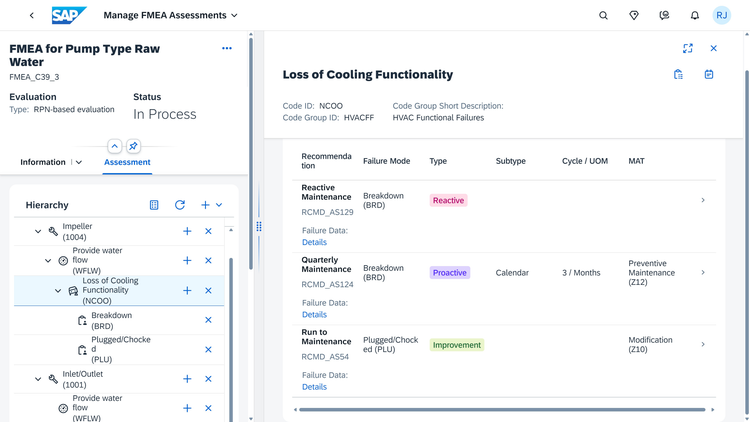 SAP
Manage FMEA Assessments
RJ
FMEA for Pump Type Raw
Water
FMEA_C39_3
Evaluation
Type: RPN-based evaluation
Status
In Process
Information
Assessment
Hierarchy
Impeller
(1004)
Provide water
flow
(WFLW)
Loss of Cooling
Functionality
(NCOO)
Breakdown
(BRD)
Plugged/Chocke
d
(PLU)
Inlet/Outlet
(1001)
Provide water
flow
(WFLW)
Loss of Cooling Functionality
Code ID: NCOO
Code Group ID: HVACFF
Code Group Short Description:
HVAC Functional Failures
Recommenda
tion
Failure Mode
Type
Subtype
Cycle / UOM
MAT
Reactive
Maintenance
RCMD_AS129
Failure Data:
Details
Breakdown
(BRD)
Reactive
Quarterly
Maintenance
RCMD_AS124
Failure Data:
Details
Breakdown
(BRD)
Proactive
Calendar
3 / Months
Preventive
Maintenance
(Z12)
Run to
Maintenance
RCMD_AS54
Failure Data:
Details
Plugged/Chock
ed (PLU)
Improvement
Modification
(Z10)